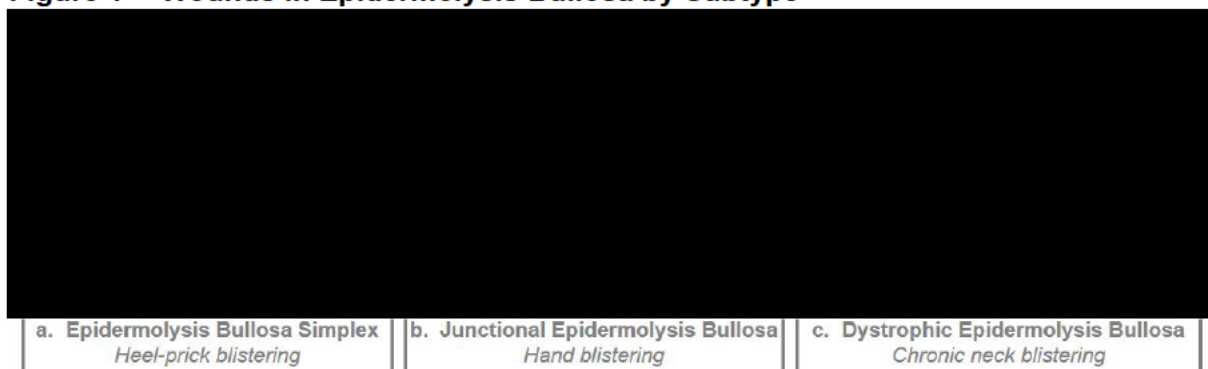 a. Epidermolysis Bullosa Simplex
Heel-prick blistering
b. Junctional Epidermolysis Bullosa
Hand blistering
c. Dystrophic Epidermolysis Bullosa
Chronic neck blistering